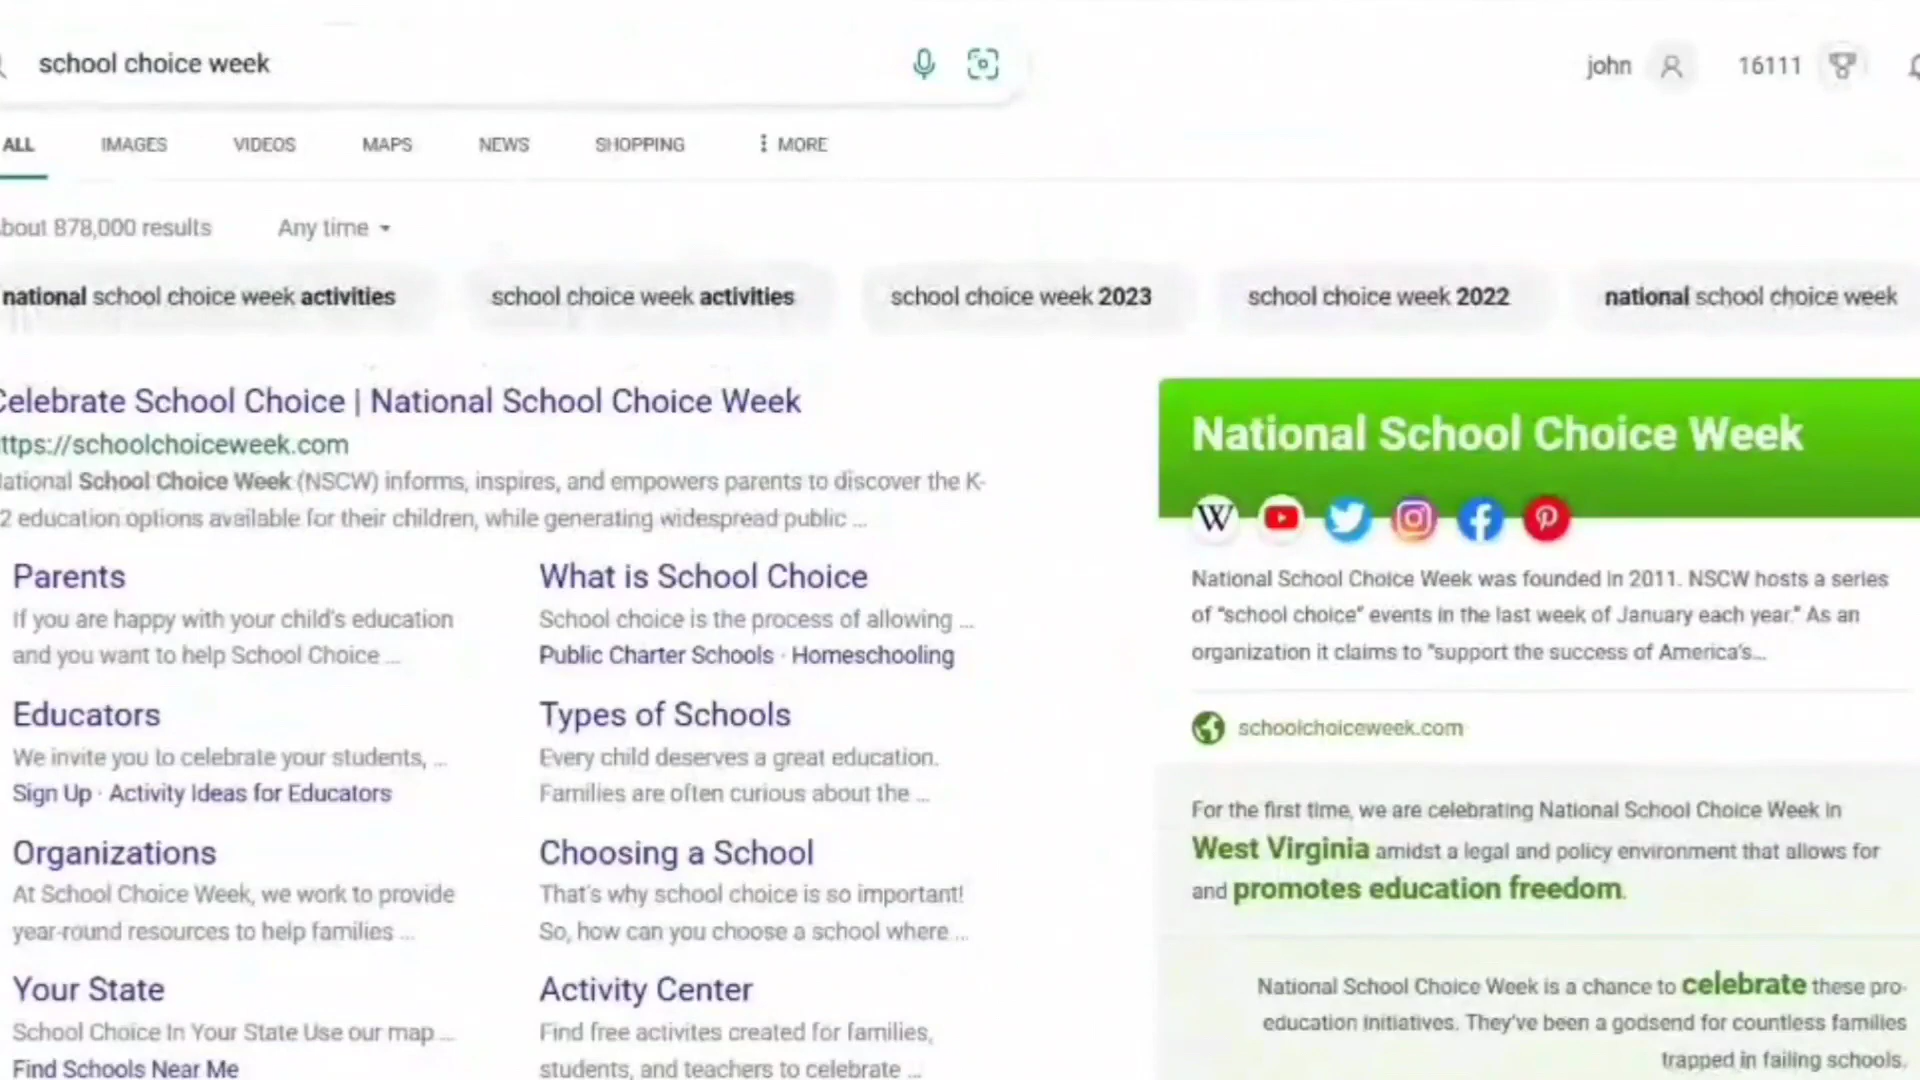 school choice week
john
16111
ALL
IMAGES
VIDEOS
MAPS
NEWS
SHOPPING
MORE
bout 878,000 results
Any time
national school choice week activities
school choice week activities
school choice week 2023
school choice week 2022
national school choice week
Celebrate School Choice | National School Choice Week
ttps://schoolchoiceweek.com
ational School Choice Week (NSCW) informs, inspires, and empowers parents to discover the K-
2 education options available for their children, while generating widespread public ...
Parents
If you are happy with your child's education
and you want to help School Choice ...
What is School Choice
School choice is the process of allowing ...
Public Charter Schools · Homeschooling
Educators
We invite you to celebrate your students, ...
Sign Up · Activity Ideas for Educators
Types of Schools
Every child deserves a great education.
Families are often curious about the ...
Organizations
At School Choice Week, we work to provide
year-round resources to help families ...
Choosing a School
That's why school choice is so important!
So, how can you choose a school where ...
Your State
School Choice In Your State Use our map ...
Find Schools Near Me
Activity Center
Find free activites created for families,
students, and teachers to celebrate ...
National School Choice Week
W
National School Choice Week was founded in 2011. NSCW hosts a series
of "school choice" events in the last week of January each year." As an
organization it claims to "support the success of America's...
schoolchoiceweek.com
For the first time, we are celebrating National School Choice Week in
West Virginia amidst a legal and policy environment that allows for
and promotes education freedom.
National School Choice Week is a chance to celebrate these pro-
education initiatives. They've been a godsend for countless families
trapped in failing schools.